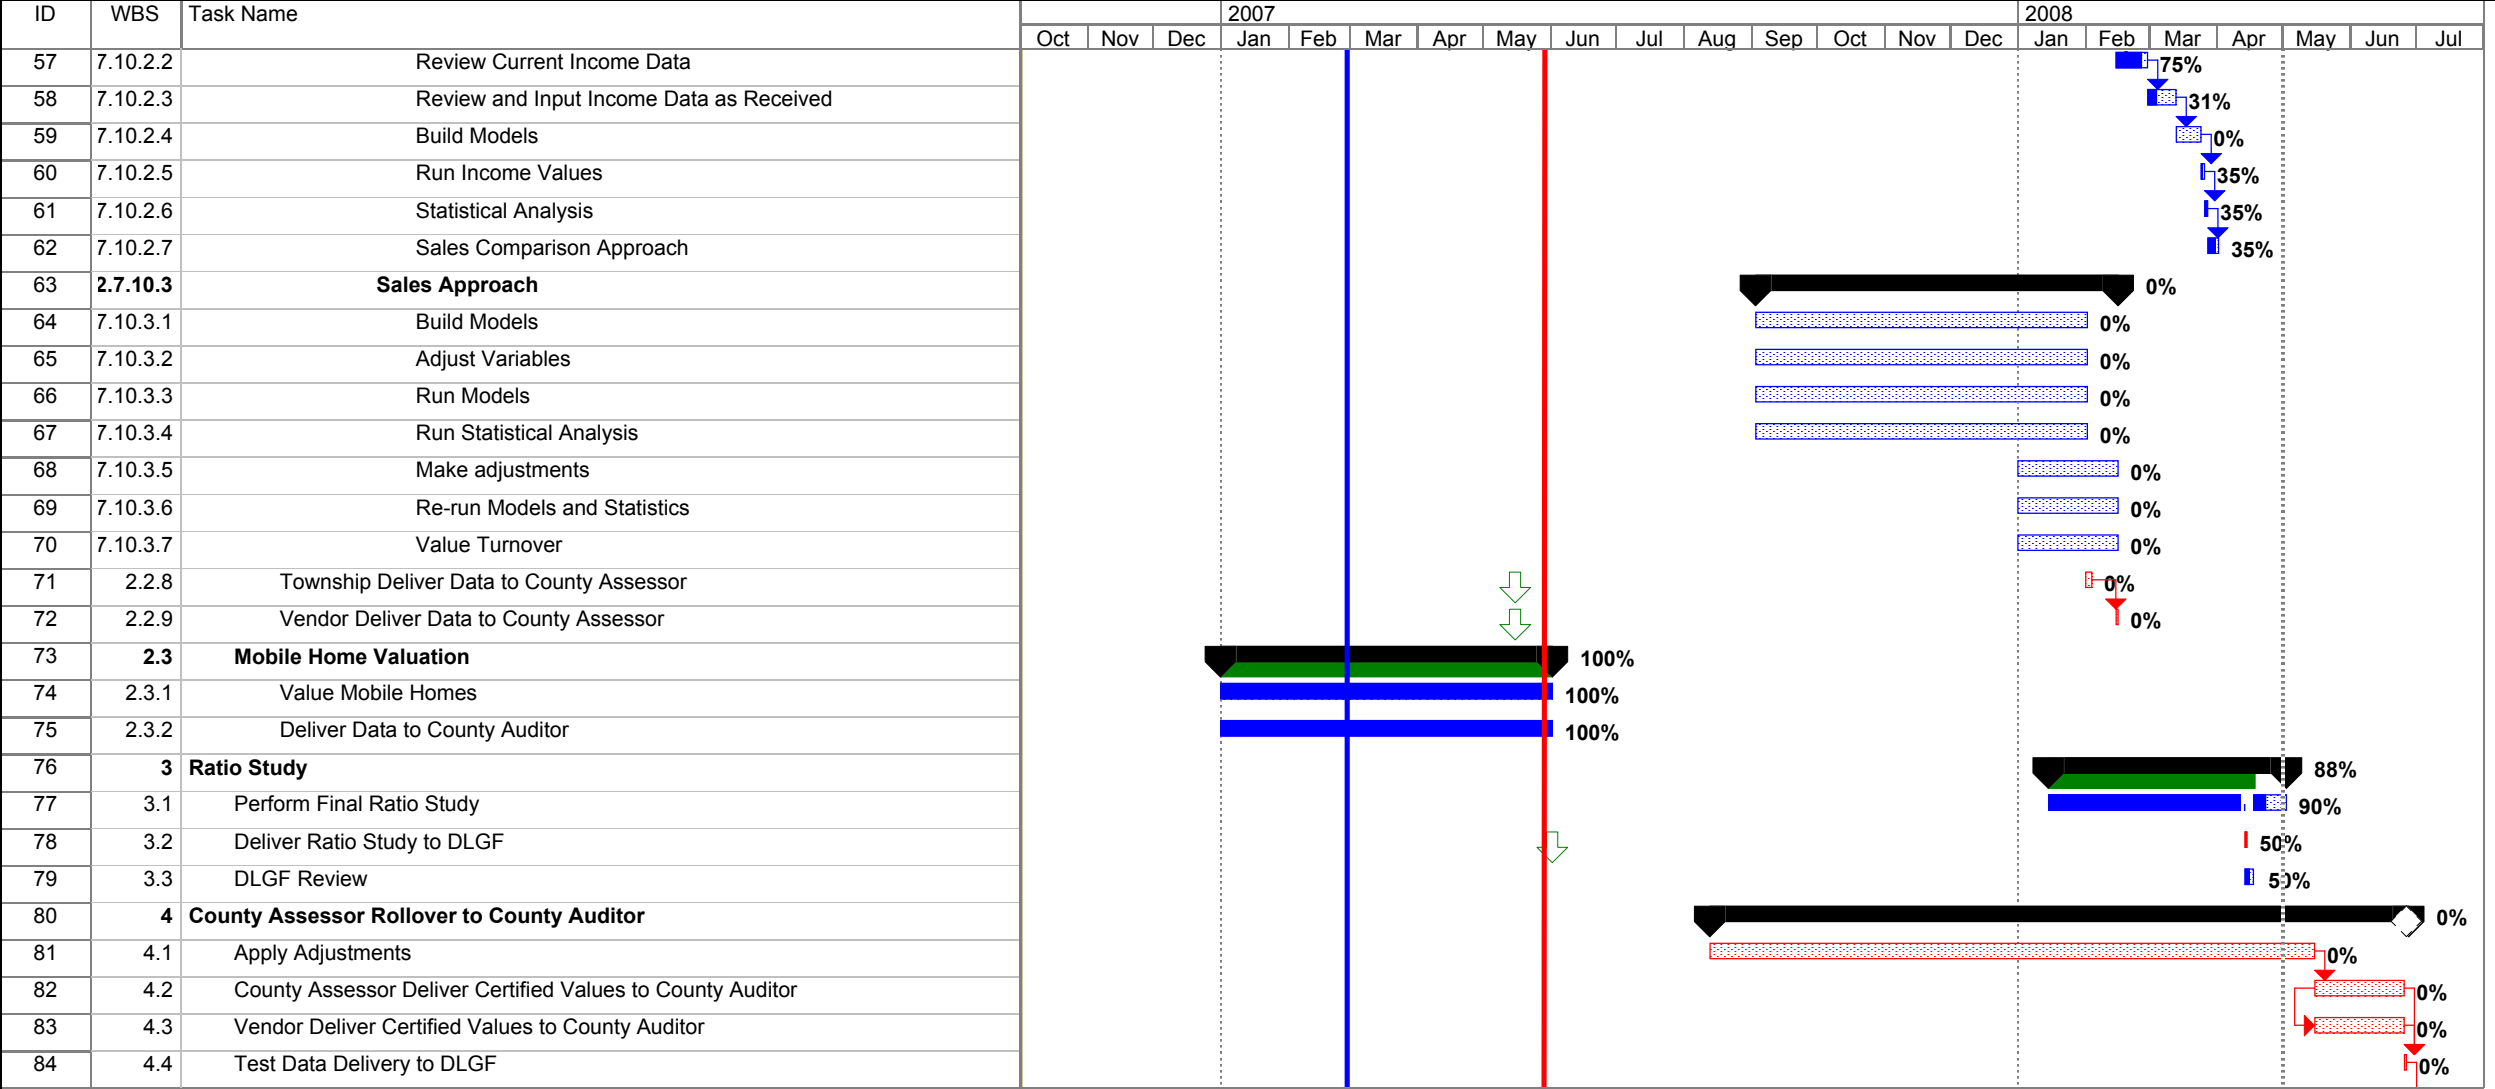 ID WBS Task Name 2007 2008
Oct Nov Dec Jan Feb Mar Apr May Jun Jul Aug Sep Oct Nov Dec Jan Feb Mar Apr May Jun Jul
57 7.10.2.2 Review Current Income Data 75%
58 7.10.2.3 Review and Input Income Data as Received 31%
59 7.10.2.4 Build Models 0%
60 7.10.2.5 Run Income Values 35%
61 7.10.2.6 Statistical Analysis 35%
62 7.10.2.7 Sales Comparison Approach 35%
63 2.7.10.3 Sales Approach 0%
64 7.10.3.1 Build Models 0%
65 7.10.3.2 Adjust Variables 0%
66 7.10.3.3 Run Models 0%
67 7.10.3.4 Run Statistical Analysis 0%
68 7.10.3.5 Make adjustments 0%
69 7.10.3.6 Re-run Models and Statistics 0%
70 7.10.3.7 Value Turnover 0%
71 2.2.8 Township Deliver Data to County Assessor 0%
72 2.2.9 Vendor Deliver Data to County Assessor 0%
73 2.3 Mobile Home Valuation 100%
74 2.3.1 Value Mobile Homes 100%
75 2.3.2 Deliver Data to County Auditor 100%
76 3 Ratio Study 88%
77 3.1 Perform Final Ratio Study 90%
78 3.2 Deliver Ratio Study to DLGF 50%
79 3.3 DLGF Review 50%
80 4 County Assessor Rollover to County Auditor 0%
81 4.1 Apply Adjustments 0%
82 4.2 County Assessor Deliver Certified Values to County Auditor 0%
83 4.3 Vendor Deliver Certified Values to County Auditor 0%
84 4.4 Test Data Delivery to DLGF 0%